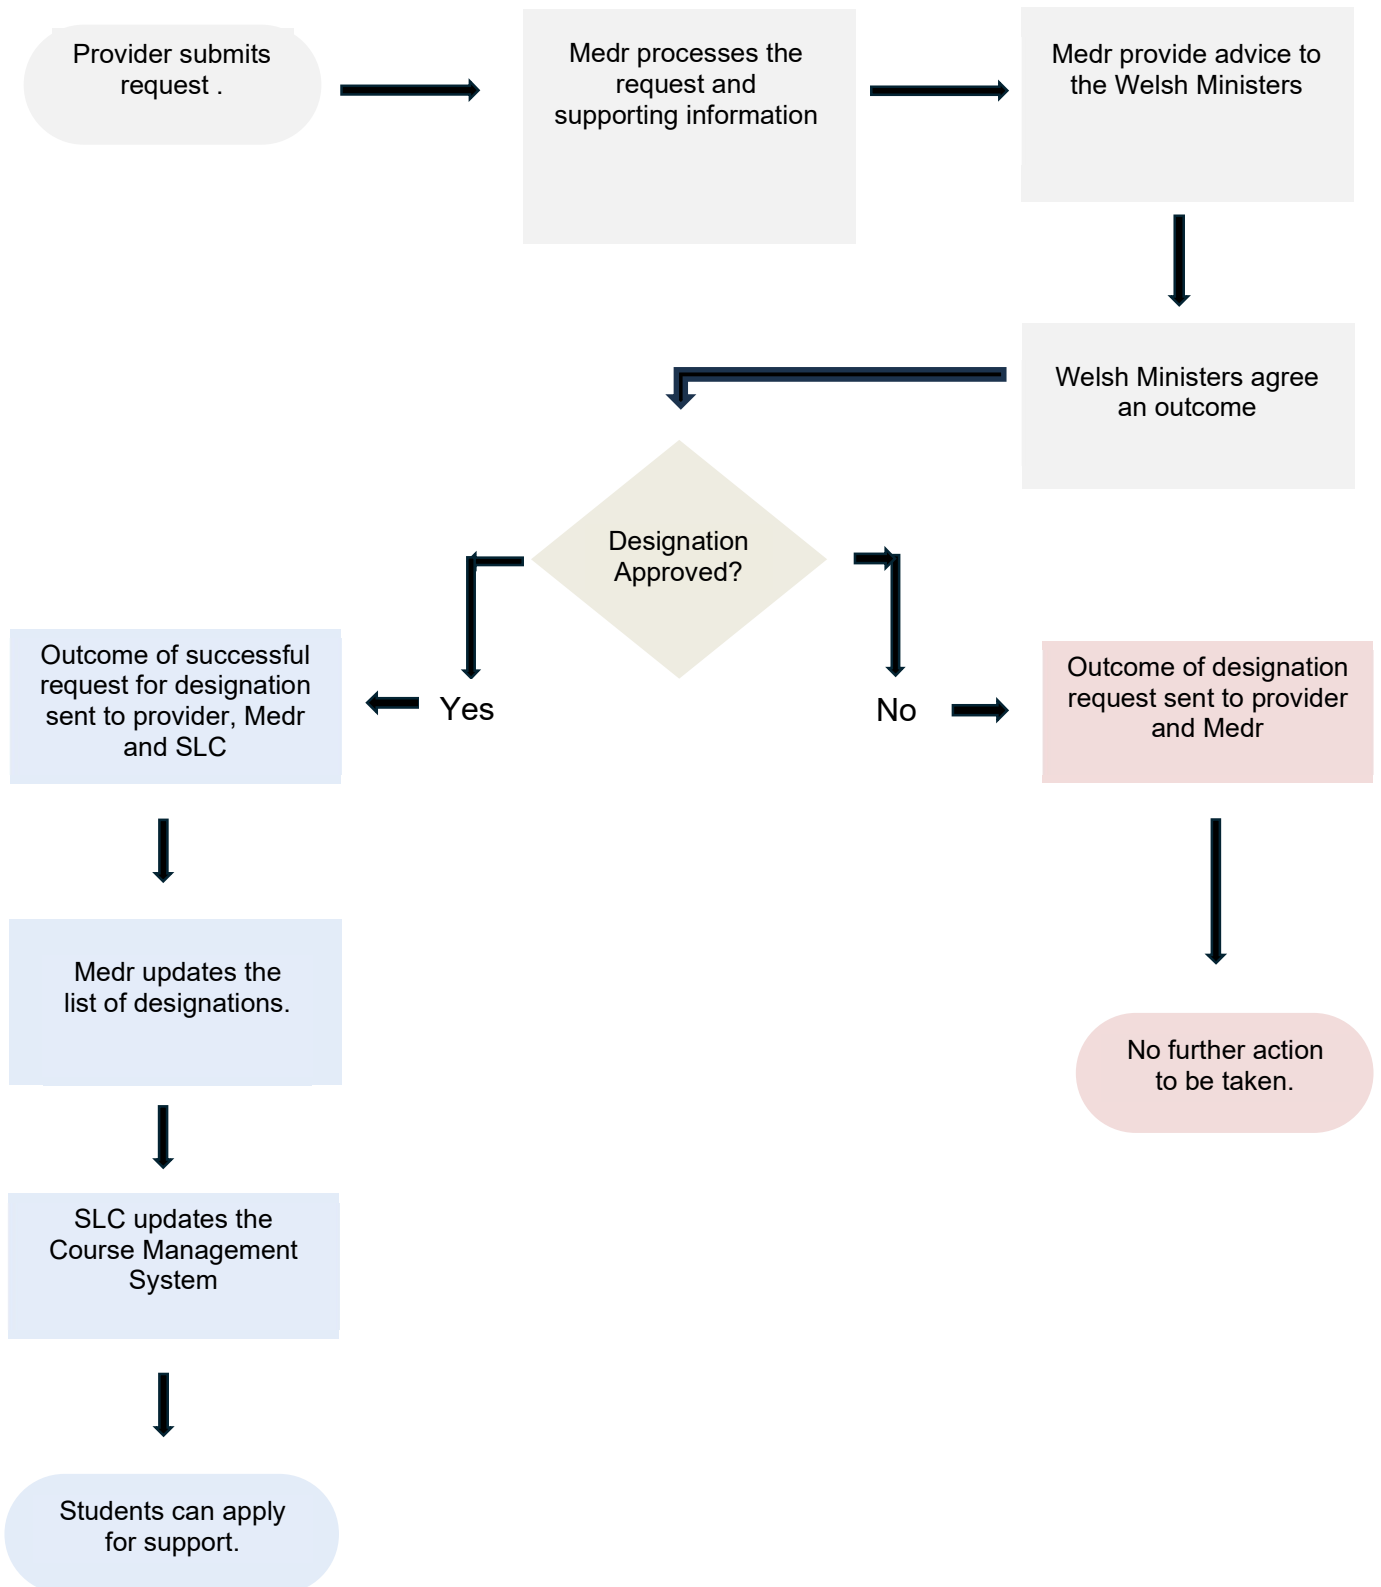 Provider submits
request .
Medr processes the
request and
supporting information
Medr provide advice to
the Welsh Ministers
Welsh Ministers agree
an outcome
Designation
Approved?
Yes
No
Outcome of successful
request for designation
sent to provider, Medr
and SLC
Outcome of designation
request sent to provider
and Medr
Medr updates the
list of designations.
No further action
to be taken.
SLC updates the
Course Management
System
Students can apply
for support.